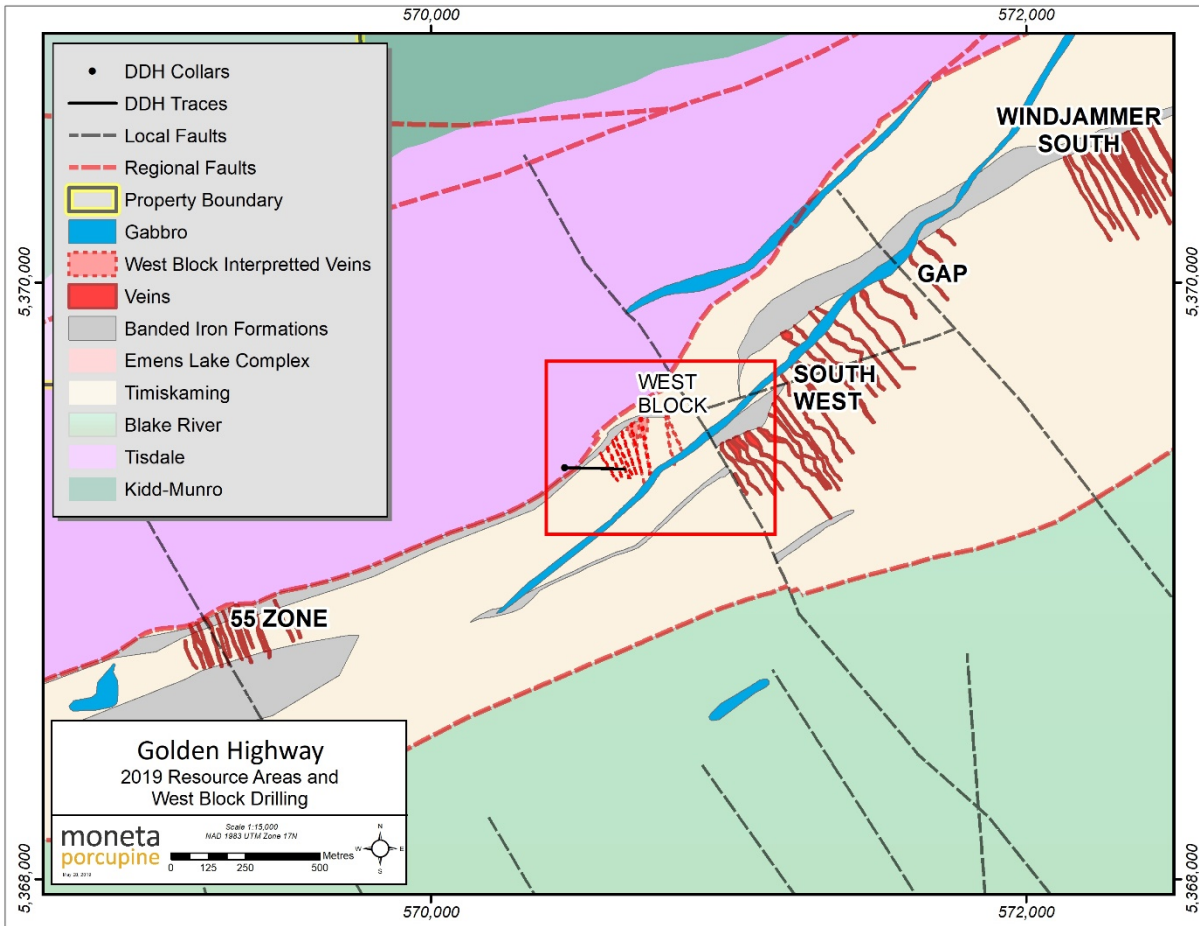 570,000
572,000
DDH Collars
DDH Traces
Local Faults
Regional Faults
Property Boundary
Gabbro
West Block Interpretted Veins
Veins
Banded Iron Formations
Emens Lake Complex
Timiskaming
Blake River
Tisdale
Kidd-Munro
WINDJAMMER
SOUTH
GAP
5,370,000
5,370,000
WEST
BLOCK
SOUTH
WEST
55 ZONE
Golden Highway
2019 Resource Areas and
West Block Drilling
moneta
porcupine
May 23, 2019
Scale 1:15,000
NAD 1983 UTM Zone 17N
0 125 250 500 Metres
N
W E
S
5,368,000
5,368,000
570,000
572,000